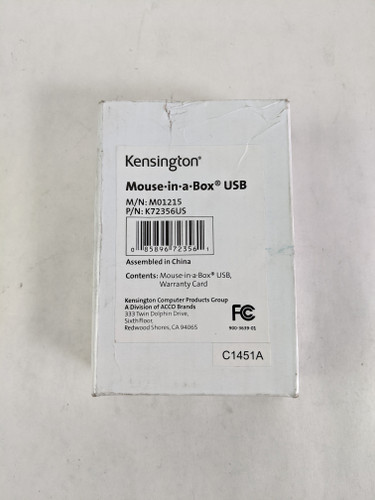 Kensington®
Mouse•in•a•Box® USB
M/N: M01215
P/N: K72356US
0 85896 72356 1
Assembled in China
Contents: Mouse•in•a•Box® USB,
Warranty Card
Kensington Computer Products Group
A Division of ACCO Brands
333 Twin Dolphin Drive,
Sixth Floor,
Redwood Shores, CA 94065
FC
C1451A